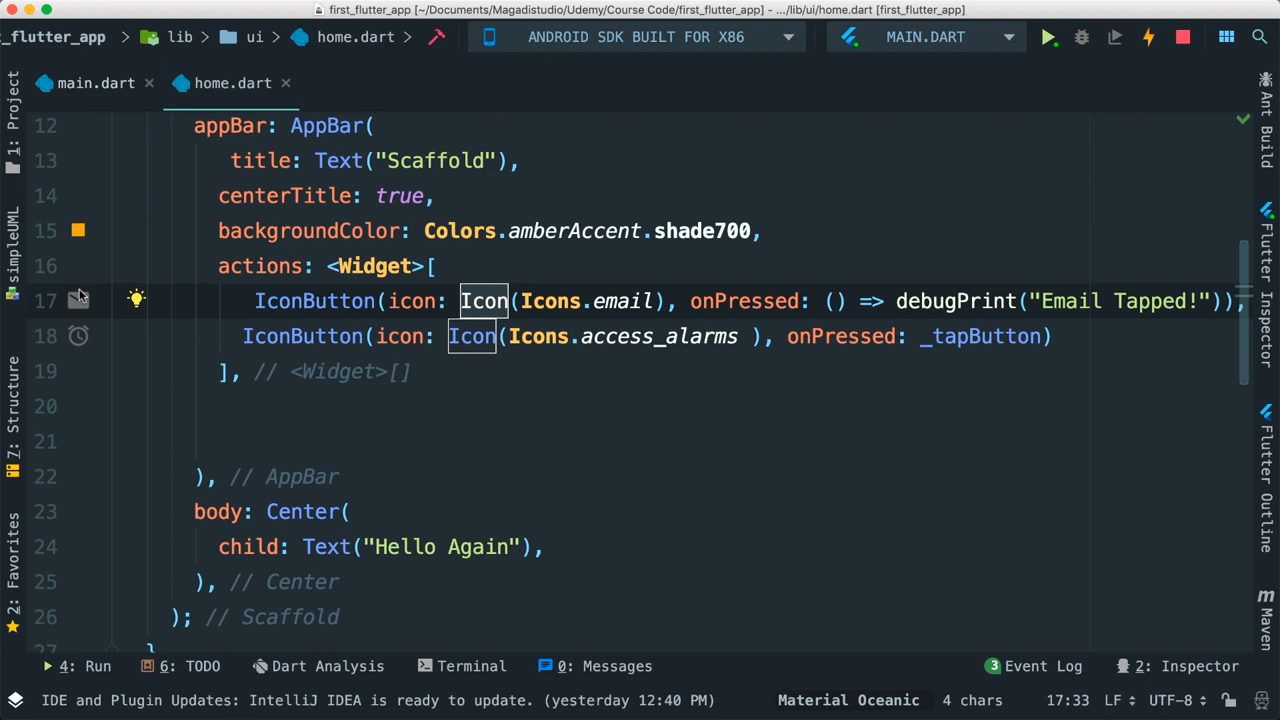 first_flutter_app [~/Documents/Magadistudio/Udemy/Course Code/first_flutter_app] - .../lib/ui/home.dart [first_flutter_app]
t_flutter_app lib ui home.dart ANDROID SDK BUILT FOR X86 MAIN.DART
main.dart home.dart
1: Project
simpleUML
7: Structure
2: Favorites
12 appBar: AppBar(
13 title: Text("Scaffold"),
14 centerTitle: true,
15 backgroundColor: Colors.amberAccent.shade700,
16 actions: <Widget>[
17 IconButton(icon: Icon(Icons.email), onPressed: () => debugPrint("Email Tapped!")),
18 IconButton(icon: Icon(Icons.access_alarms ), onPressed: _tapButton)
19 ], // <Widget>[]
20
21
22 ), // AppBar
23 body: Center(
24 child: Text("Hello Again"),
25 ), // Center
26 ); // Scaffold
27 }
Ant Build
Flutter Inspector
Flutter Outline
m Maven
4: Run 6: TODO Dart Analysis Terminal 0: Messages 3 Event Log 2: Inspector
IDE and Plugin Updates: IntelliJ IDEA is ready to update. (yesterday 12:40 PM) Material Oceanic 4 chars 17:33 LF UTF-8